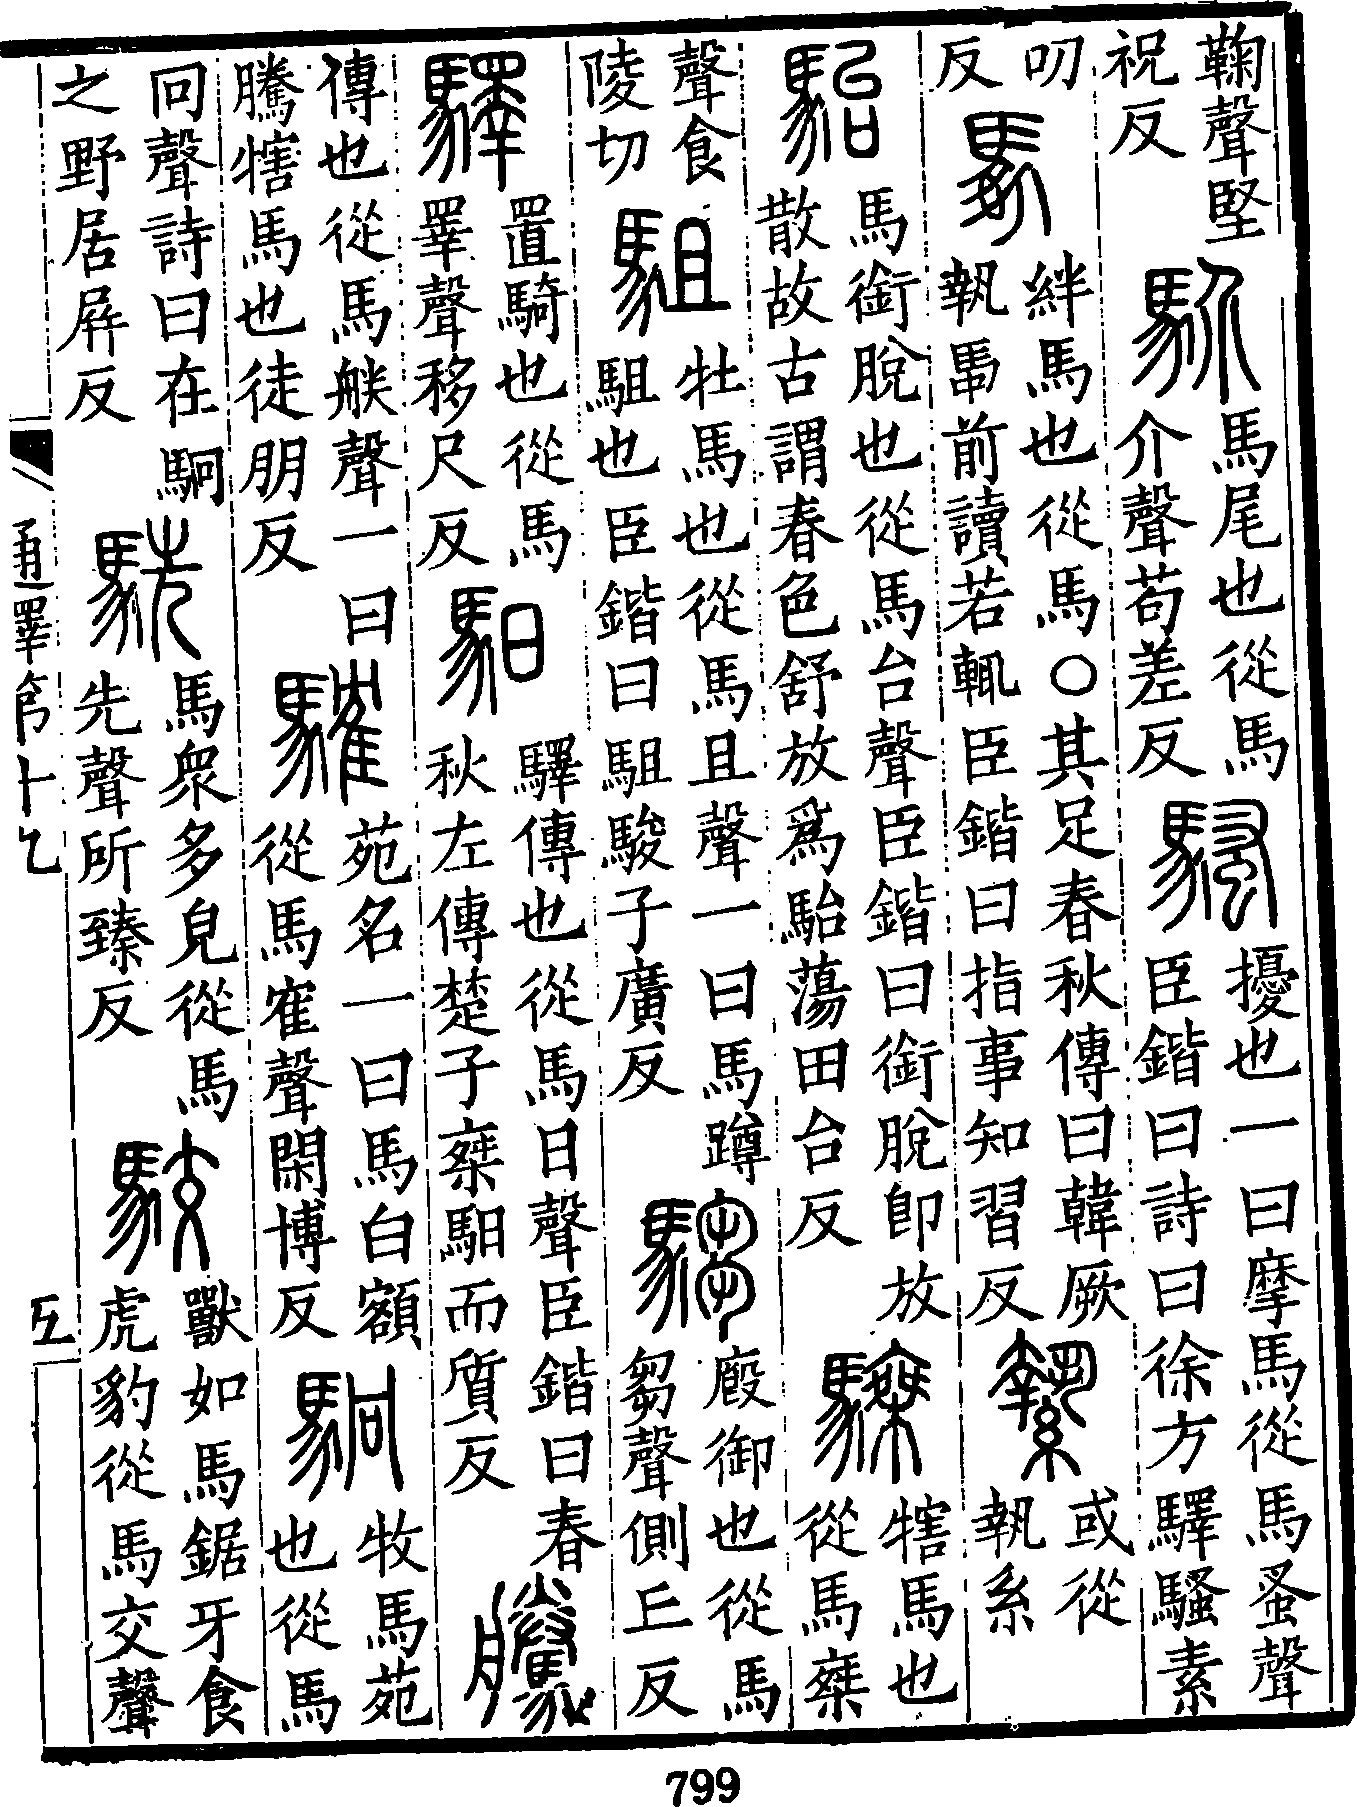 鞠聲堅
祝反
馬尾也從馬
介聲苟差反
騷
擾也一曰摩馬從馬蚤聲
臣鍇曰詩曰徐方驛騷素
叨
反
馽
絆馬也從馬○其足春秋傳曰韓厥
執馽前讀若輒臣鍇曰指事知習反
縶
或從
執糸
駘
馬銜脫也從馬台聲臣鍇曰銜脫即放
散故古謂春色舒放爲駘蕩田台反
騬
犗馬也
從馬椉
聲食
陵切
駔
牡馬也從馬且聲一曰馬蹲
駔也臣鍇曰駔駿子廣反
騶
廏御也從馬
芻聲側丘反
驛
置騎也從馬
睪聲移尺反
馹
驛傳也從馬日聲臣鍇曰春
秋左傳楚子椉馹而質反
騰
傳也從馬朕聲一曰
騰犗馬也徒朋反
䮤
苑名一曰馬白額
從馬隺聲閑博反
駉
牧馬苑
也從馬
冋聲詩曰在駉
之野居屏反
駪
馬衆多皃從馬
先聲所臻反
駮
獸如馬鋸牙食
虎豹從馬交聲
通釋第十九
五
799